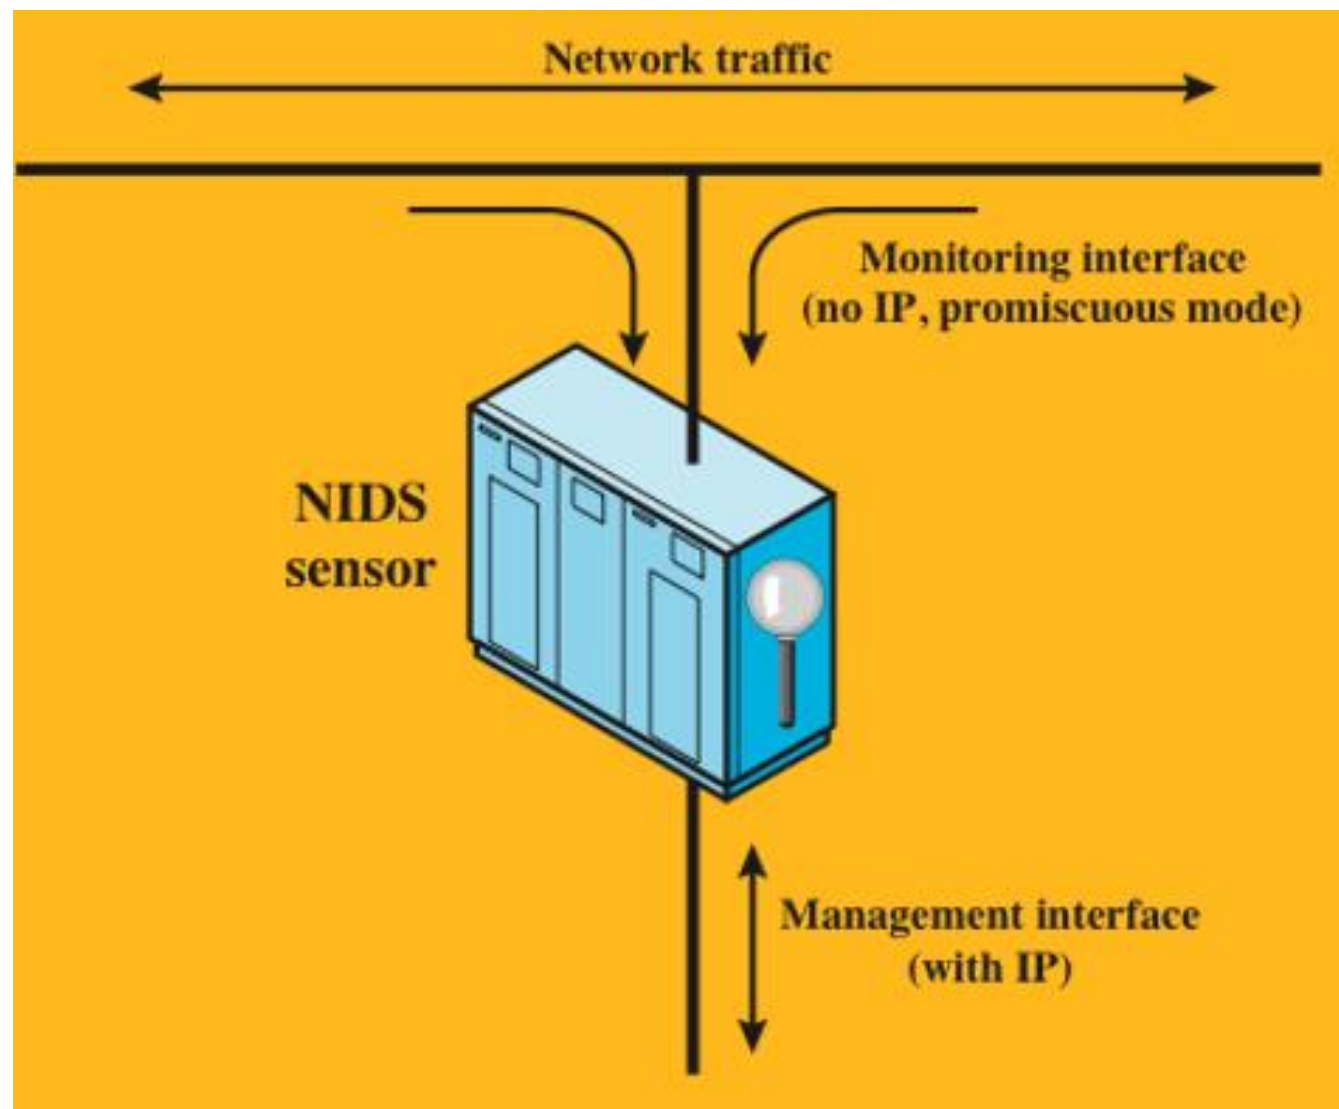 Network traffic
Monitoring interface
(no IP, promiscuous mode)
NIDS
sensor
Management interface
(with IP)